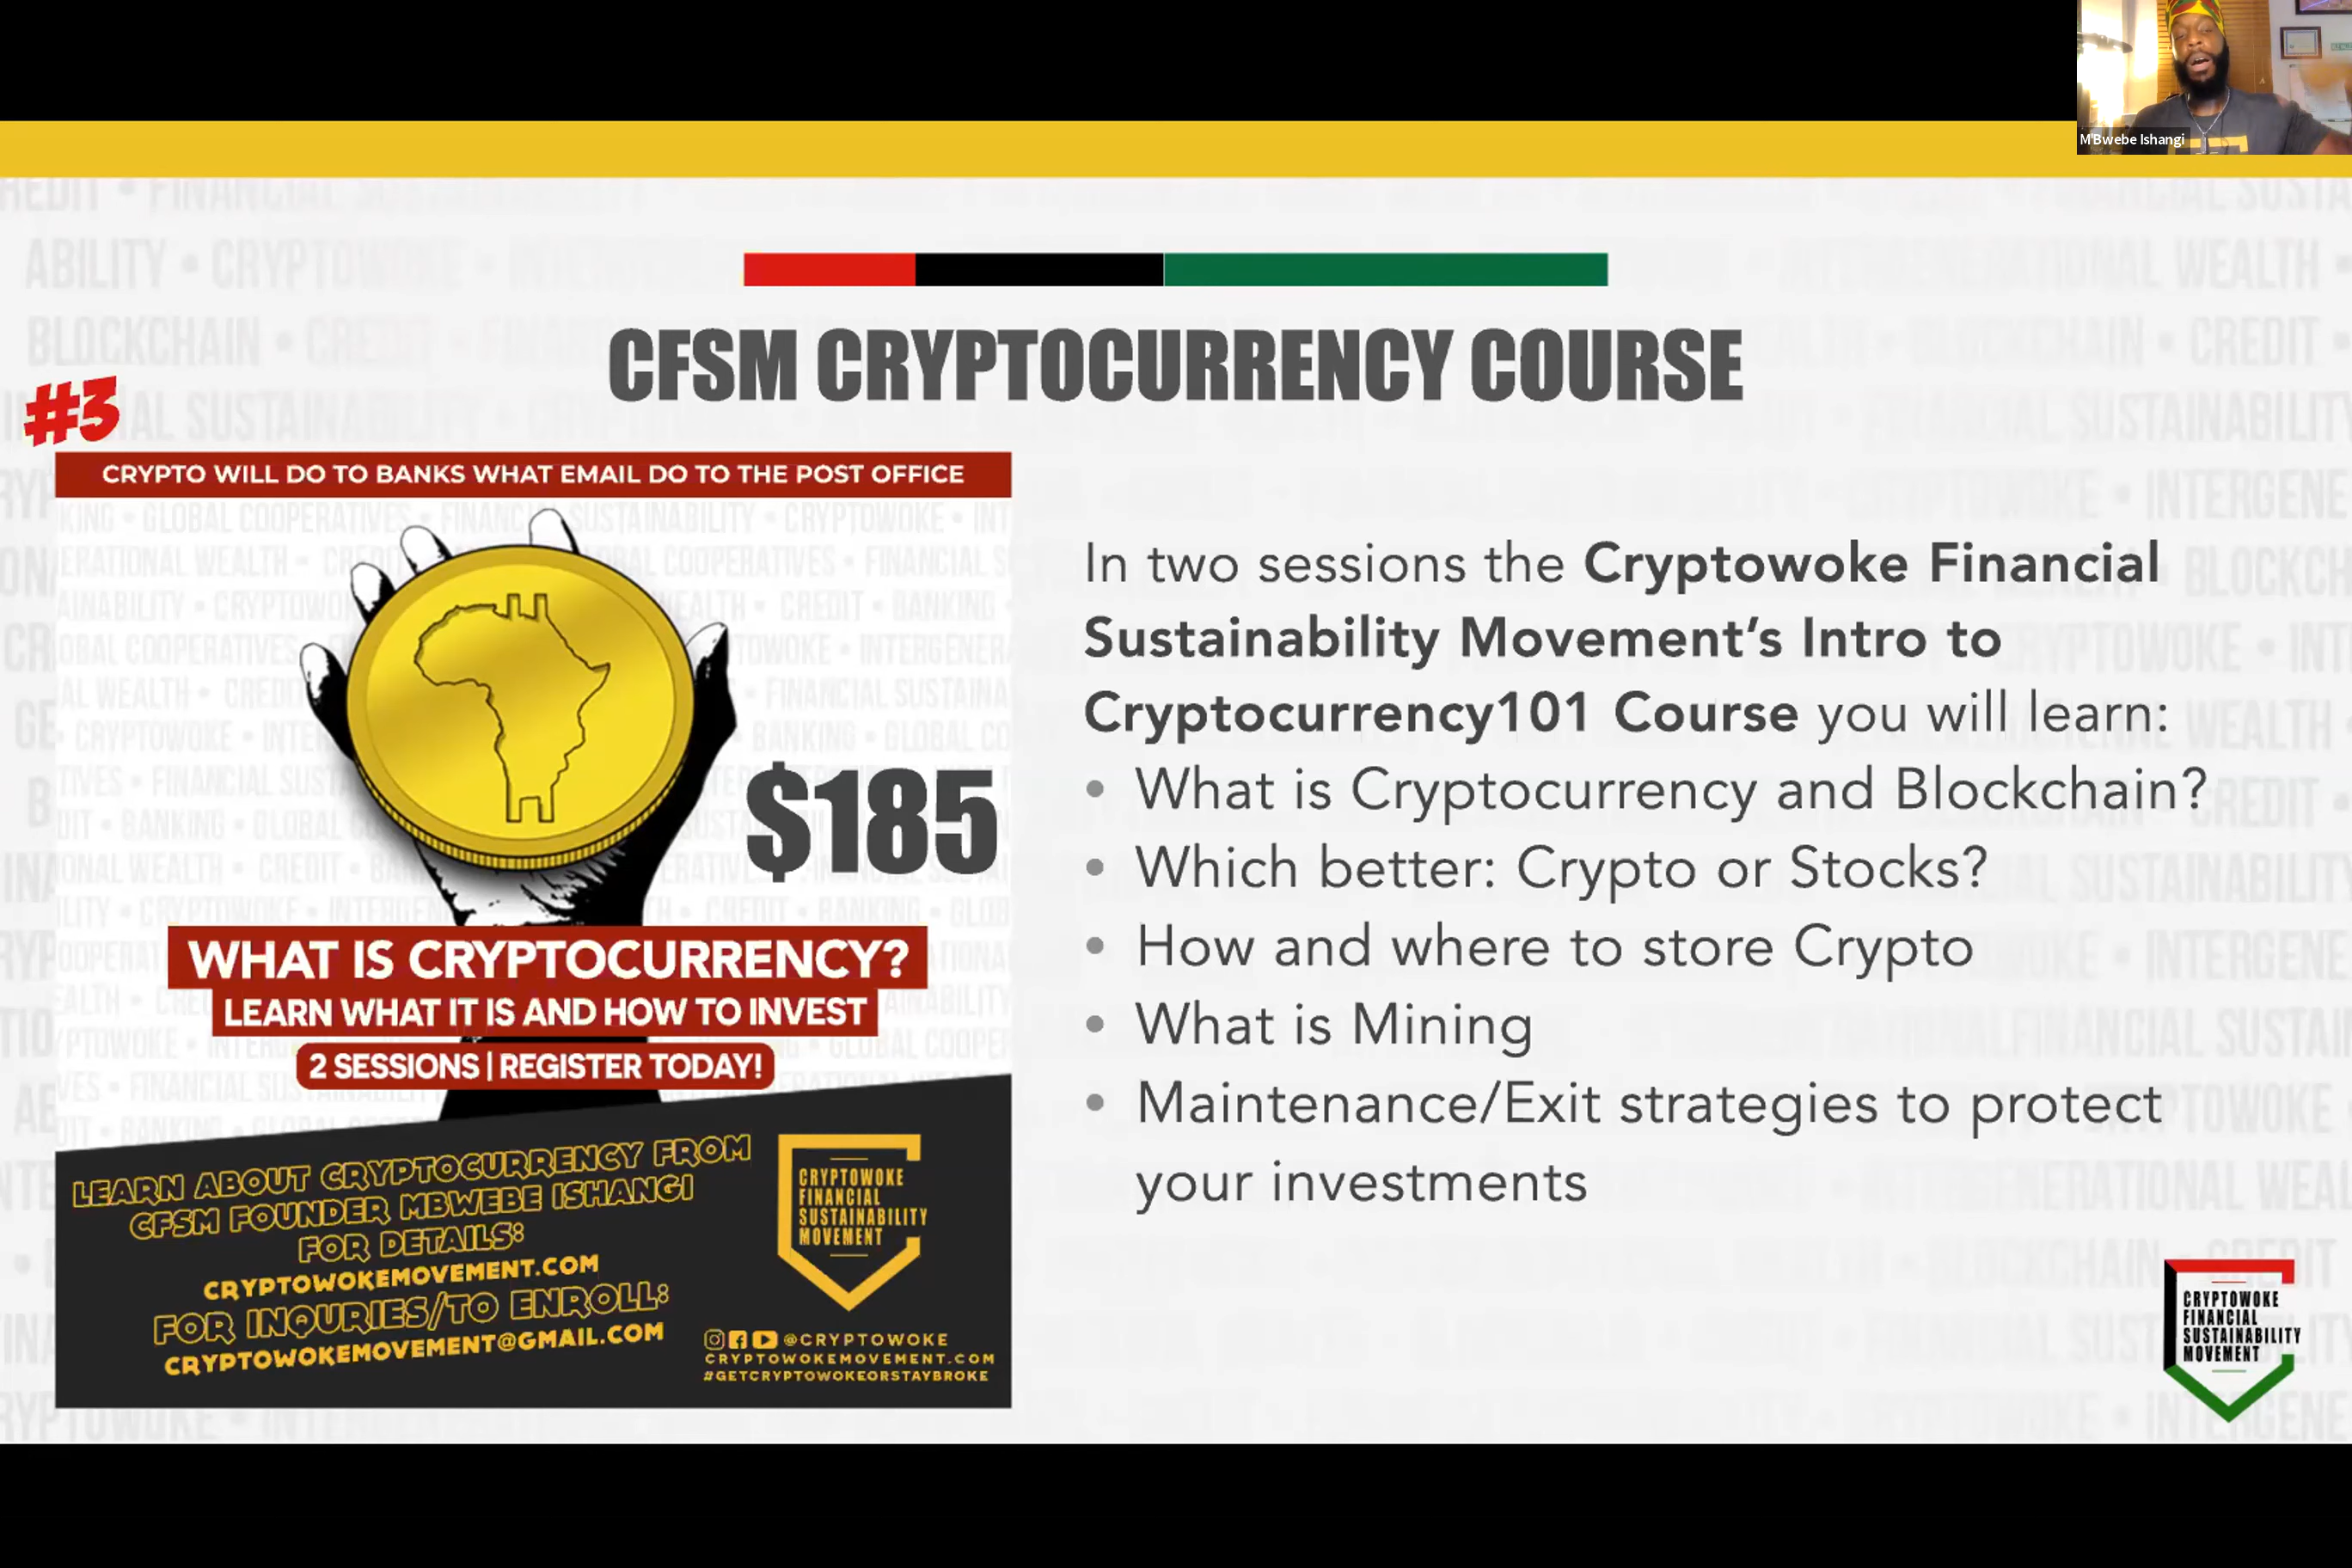 M'Bwebe Ishangi
CFSM CRYPTOCURRENCY COURSE
#3
CRYPTO WILL DO TO BANKS WHAT EMAIL DO TO THE POST OFFICE
$185
WHAT IS CRYPTOCURRENCY?
LEARN WHAT IT IS AND HOW TO INVEST
2 SESSIONS | REGISTER TODAY!
LEARN ABOUT CRYPTOCURRENCY FROM
CFSM FOUNDER MBWEBE ISHANGI
FOR DETAILS:
CRYPTOWOKEMOVEMENT.COM
FOR INQURIES/TO ENROLL:
CRYPTOWOKEMOVEMENT@GMAIL.COM
CRYPTOWOKE
FINANCIAL
SUSTAINABILITY
MOVEMENT
@CRYPTOWOKE
CRYPTOWOKEMOVEMENT.COM
#GETCRYPTOWOKEORSTAYBROKE
In two sessions the Cryptowoke Financial
Sustainability Movement's Intro to
Cryptocurrency101 Course you will learn:
• What is Cryptocurrency and Blockchain?
• Which better: Crypto or Stocks?
• How and where to store Crypto
• What is Mining
• Maintenance/Exit strategies to protect
your investments
CRYPTOWOKE
FINANCIAL
SUSTAINABILITY
MOVEMENT